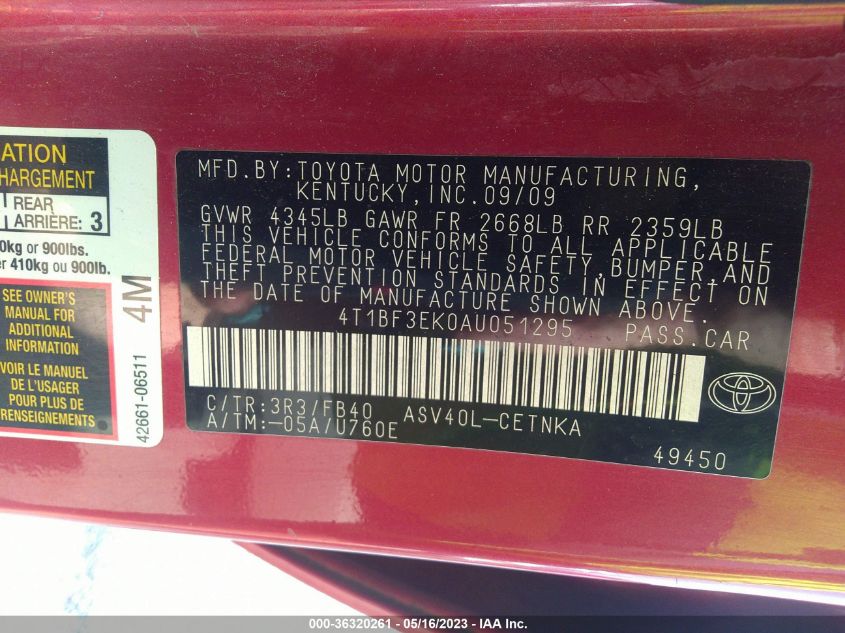 ATION
HARGEMENT
REAR
ARRIÈRE: 3
0kg or 900lbs.
er 410kg ou 900lb.
SEE OWNER'S
MANUAL FOR
ADDITIONAL
INFORMATION
VOIR LE MANUEL
DE L'USAGER
POUR PLUS DE
RENSEIGNEMENTS
4M
42661-06511
MFD.BY:TOYOTA MOTOR MANUFACTURING,
KENTUCKY,INC.09/09
GVWR 4345LB GAWR FR 2668LB RR 2359LB
THIS VEHICLE CONFORMS TO ALL APPLICABLE
FEDERAL MOTOR VEHICLE SAFETY,BUMPER,AND
THEFT PREVENTION STANDARDS IN EFFECT ON
THE DATE OF MANUFACTURE SHOWN ABOVE.
4T1BF3EK0AU051295 PASS.CAR
C/TR:3R3/FB40 ASV40L-CETNKA
A/TM:-05A/U760E
49450
000-36320261 - 05/16/2023 - IAA Inc.